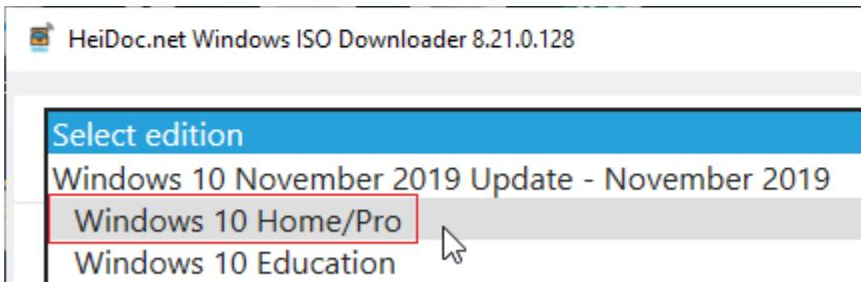 HeiDoc.net Windows ISO Downloader 8.21.0.128
Select edition
Windows 10 November 2019 Update - November 2019
Windows 10 Home/Pro
Windows 10 Education